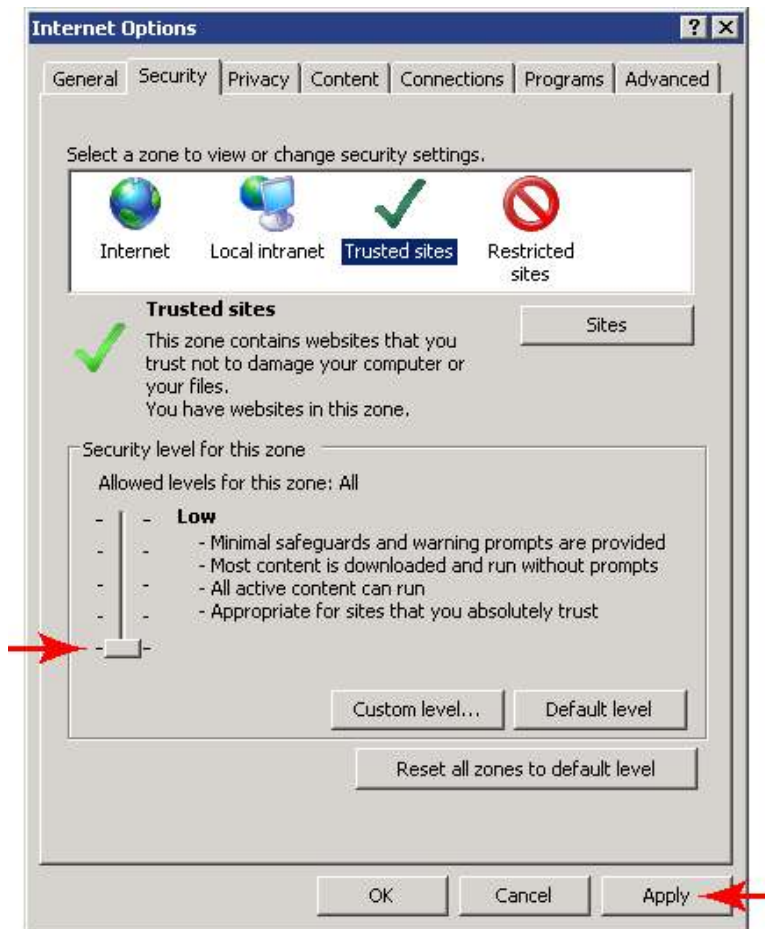 Internet Options
General Security Privacy Content Connections Programs Advanced
Select a zone to view or change security settings.
Internet Local intranet Trusted sites Restricted
sites
Trusted sites
Sites
This zone contains websites that you
trust not to damage your computer or
your files.
You have websites in this zone.
Security level for this zone
Allowed levels for this zone: All
Low
- Minimal safeguards and warning prompts are provided
- Most content is downloaded and run without prompts
- All active content can run
- Appropriate for sites that you absolutely trust
Custom level... Default level
Reset all zones to default level
OK Cancel Apply